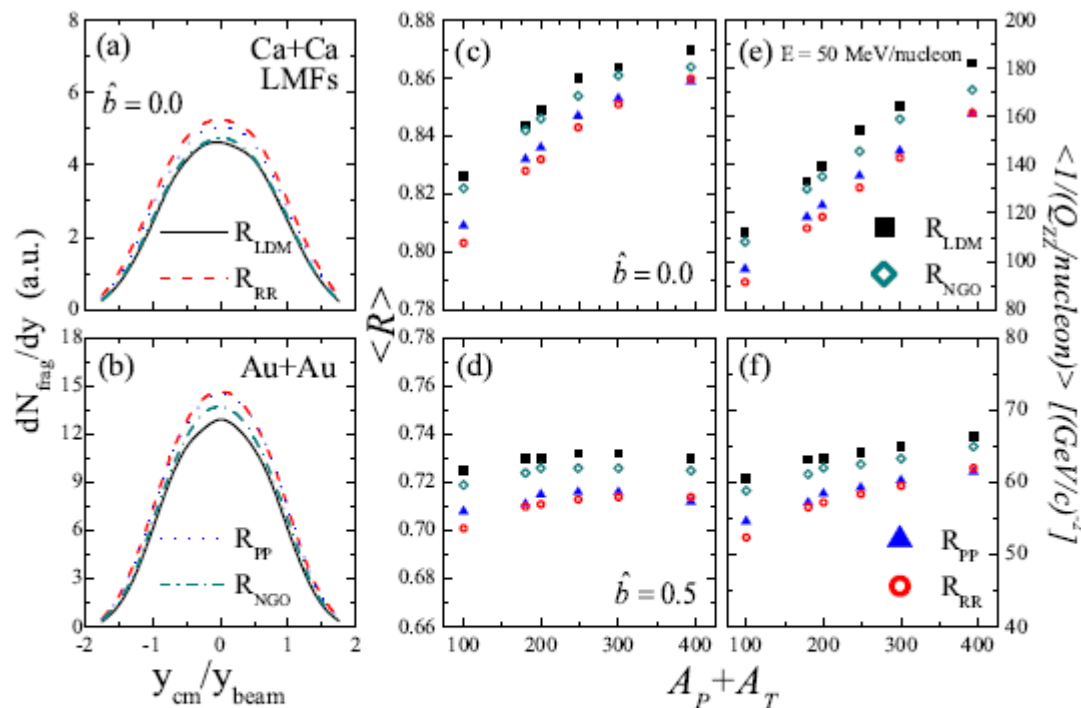 (a)
Ca+Ca
LMFs
b̂ = 0.0
R_LDM
R_RR
8
6
4
2
0
(b)
Au+Au
R_PP
R_NGO
18
15
12
9
6
3
0
-2 -1 0 1 2
dN_frag/dy (a.u.)
y_cm/y_beam
(c)
b̂ = 0.0
0.88
0.86
0.84
0.82
0.80
0.78
<R>
(d)
b̂ = 0.5
0.78
0.76
0.74
0.72
0.70
0.68
0.66
100 200 300 400
(e) E = 50 MeV/nucleon
R_LDM
R_NGO
200
180
160
140
120
100
80
(f)
R_PP
R_RR
80
70
60
50
40
100 200 300 400
A_P+A_T
<1/(Q_ZZ/nucleon)> [(GeV/c)^-2]